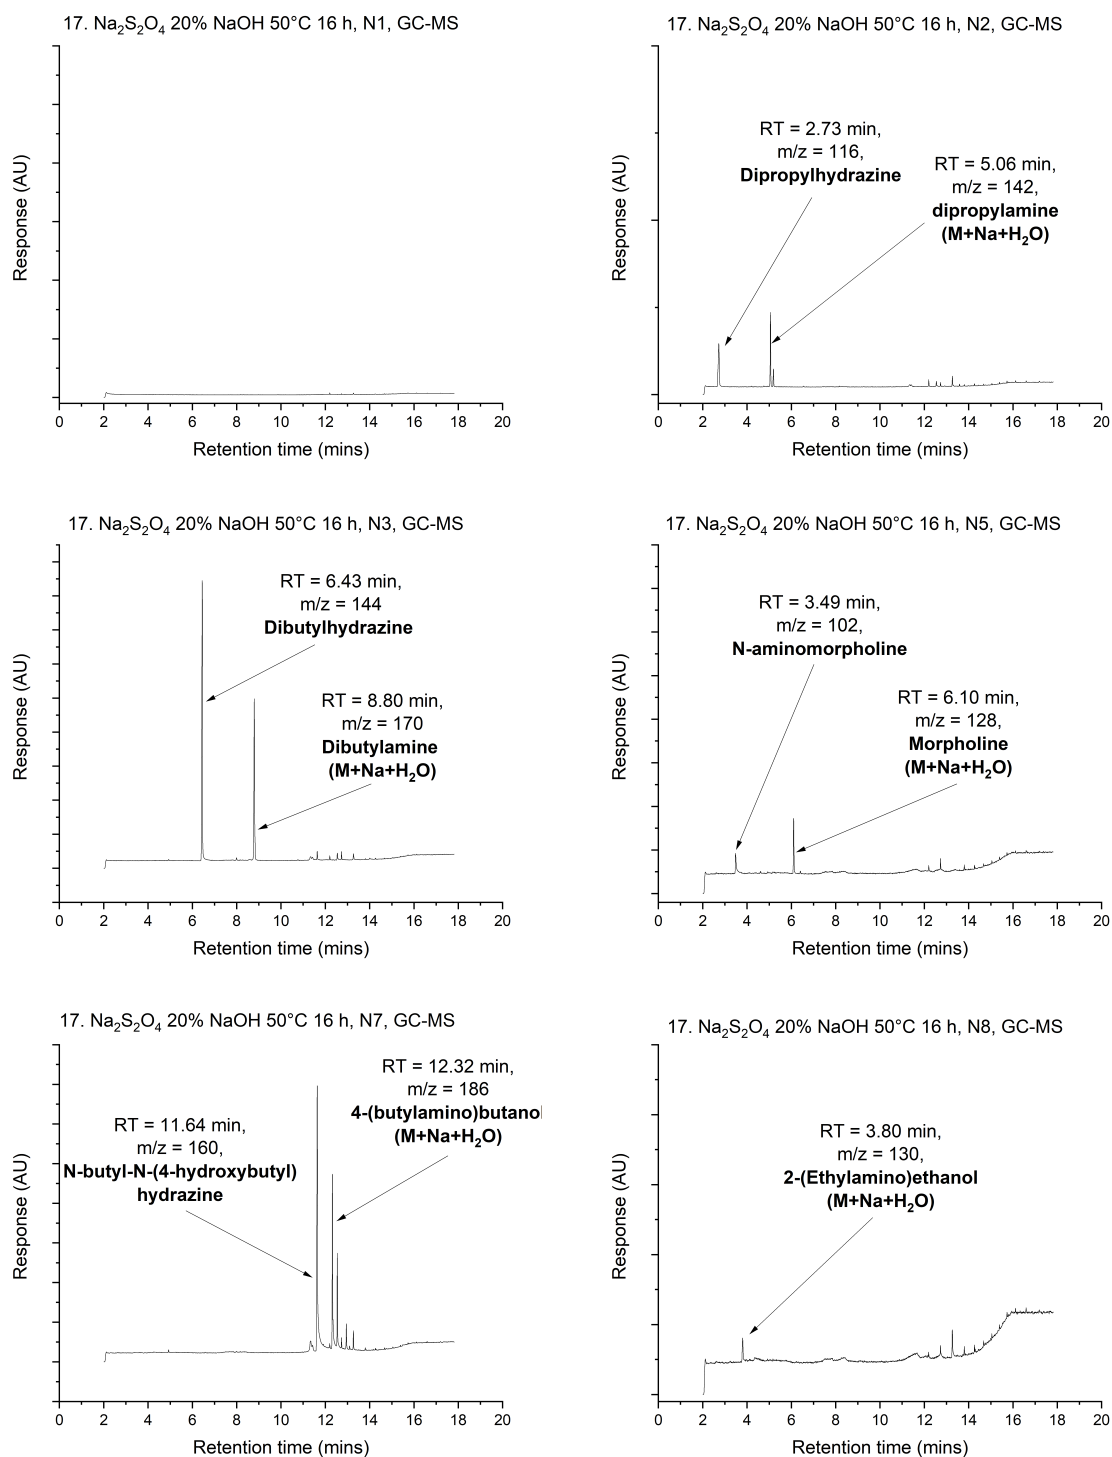 17. Na₂S₂O₄ 20% NaOH 50°C 16 h, N1, GC-MS
Response (AU)
0 2 4 6 8 10 12 14 16 18 20
Retention time (mins)
17. Na₂S₂O₄ 20% NaOH 50°C 16 h, N2, GC-MS
RT = 2.73 min,
m/z = 116,
Dipropylhydrazine
RT = 5.06 min,
m/z = 142,
dipropylamine
(M+Na+H₂O)
Response (AU)
0 2 4 6 8 10 12 14 16 18 20
Retention time (mins)
17. Na₂S₂O₄ 20% NaOH 50°C 16 h, N3, GC-MS
RT = 6.43 min,
m/z = 144
Dibutylhydrazine
RT = 8.80 min,
m/z = 170
Dibutylamine
(M+Na+H₂O)
Response (AU)
0 2 4 6 8 10 12 14 16 18 20
Retention time (mins)
17. Na₂S₂O₄ 20% NaOH 50°C 16 h, N5, GC-MS
RT = 3.49 min,
m/z = 102,
N-aminomorpholine
RT = 6.10 min,
m/z = 128,
Morpholine
(M+Na+H₂O)
Response (AU)
0 2 4 6 8 10 12 14 16 18 20
Retention time (mins)
17. Na₂S₂O₄ 20% NaOH 50°C 16 h, N7, GC-MS
RT = 12.32 min,
m/z = 186
4-(butylamino)butanol
(M+Na+H₂O)
RT = 11.64 min,
m/z = 160,
N-butyl-N-(4-hydroxybutyl)
hydrazine
Response (AU)
0 2 4 6 8 10 12 14 16 18 20
Retention time (mins)
17. Na₂S₂O₄ 20% NaOH 50°C 16 h, N8, GC-MS
RT = 3.80 min,
m/z = 130,
2-(Ethylamino)ethanol
(M+Na+H₂O)
Response (AU)
0 2 4 6 8 10 12 14 16 18 20
Retention time (mins)